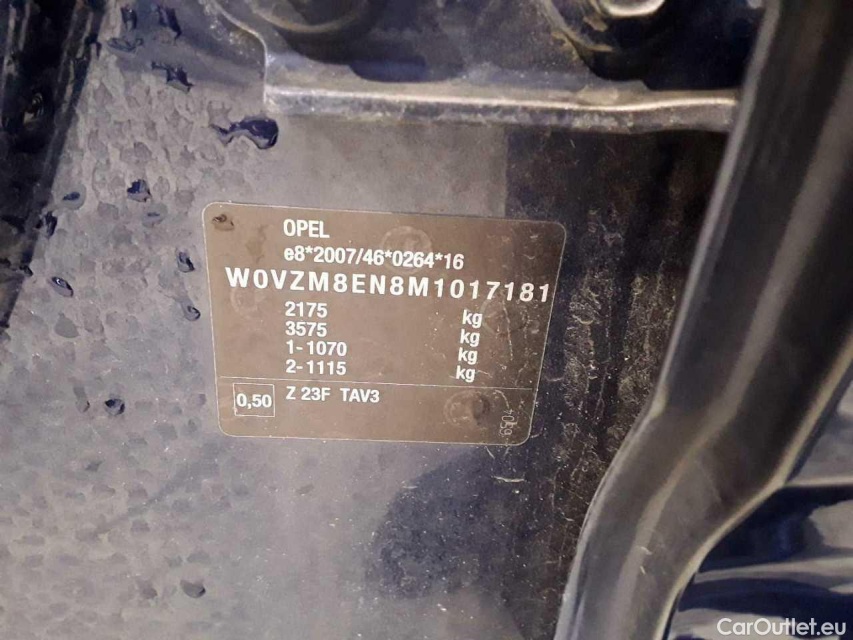 OPEL
e8*2007/46*0264*16
W0VZM8EN8M1017181
2175 kg
3575 kg
1-1070 kg
2-1115 kg
0,50 Z 23F TAV3
6504
CarOutlet.eu